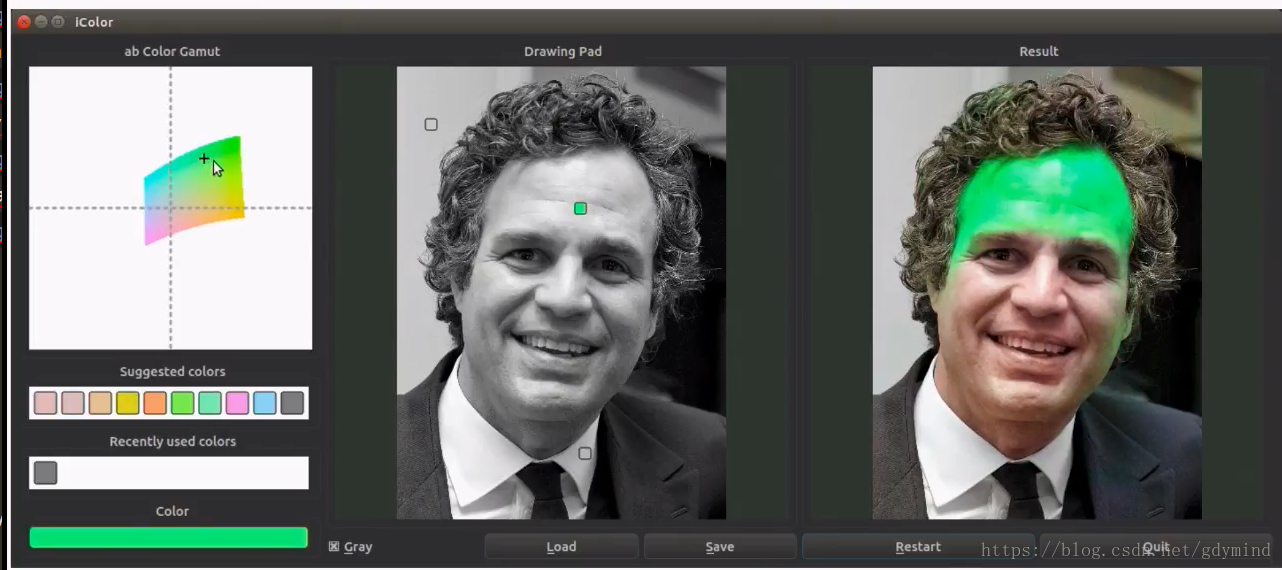 iColor
ab Color Gamut
Drawing Pad
Result
Suggested colors
Recently used colors
Color
Gray
Load
Save
Restart
Quit
https://blog.csdn.net/gdymind